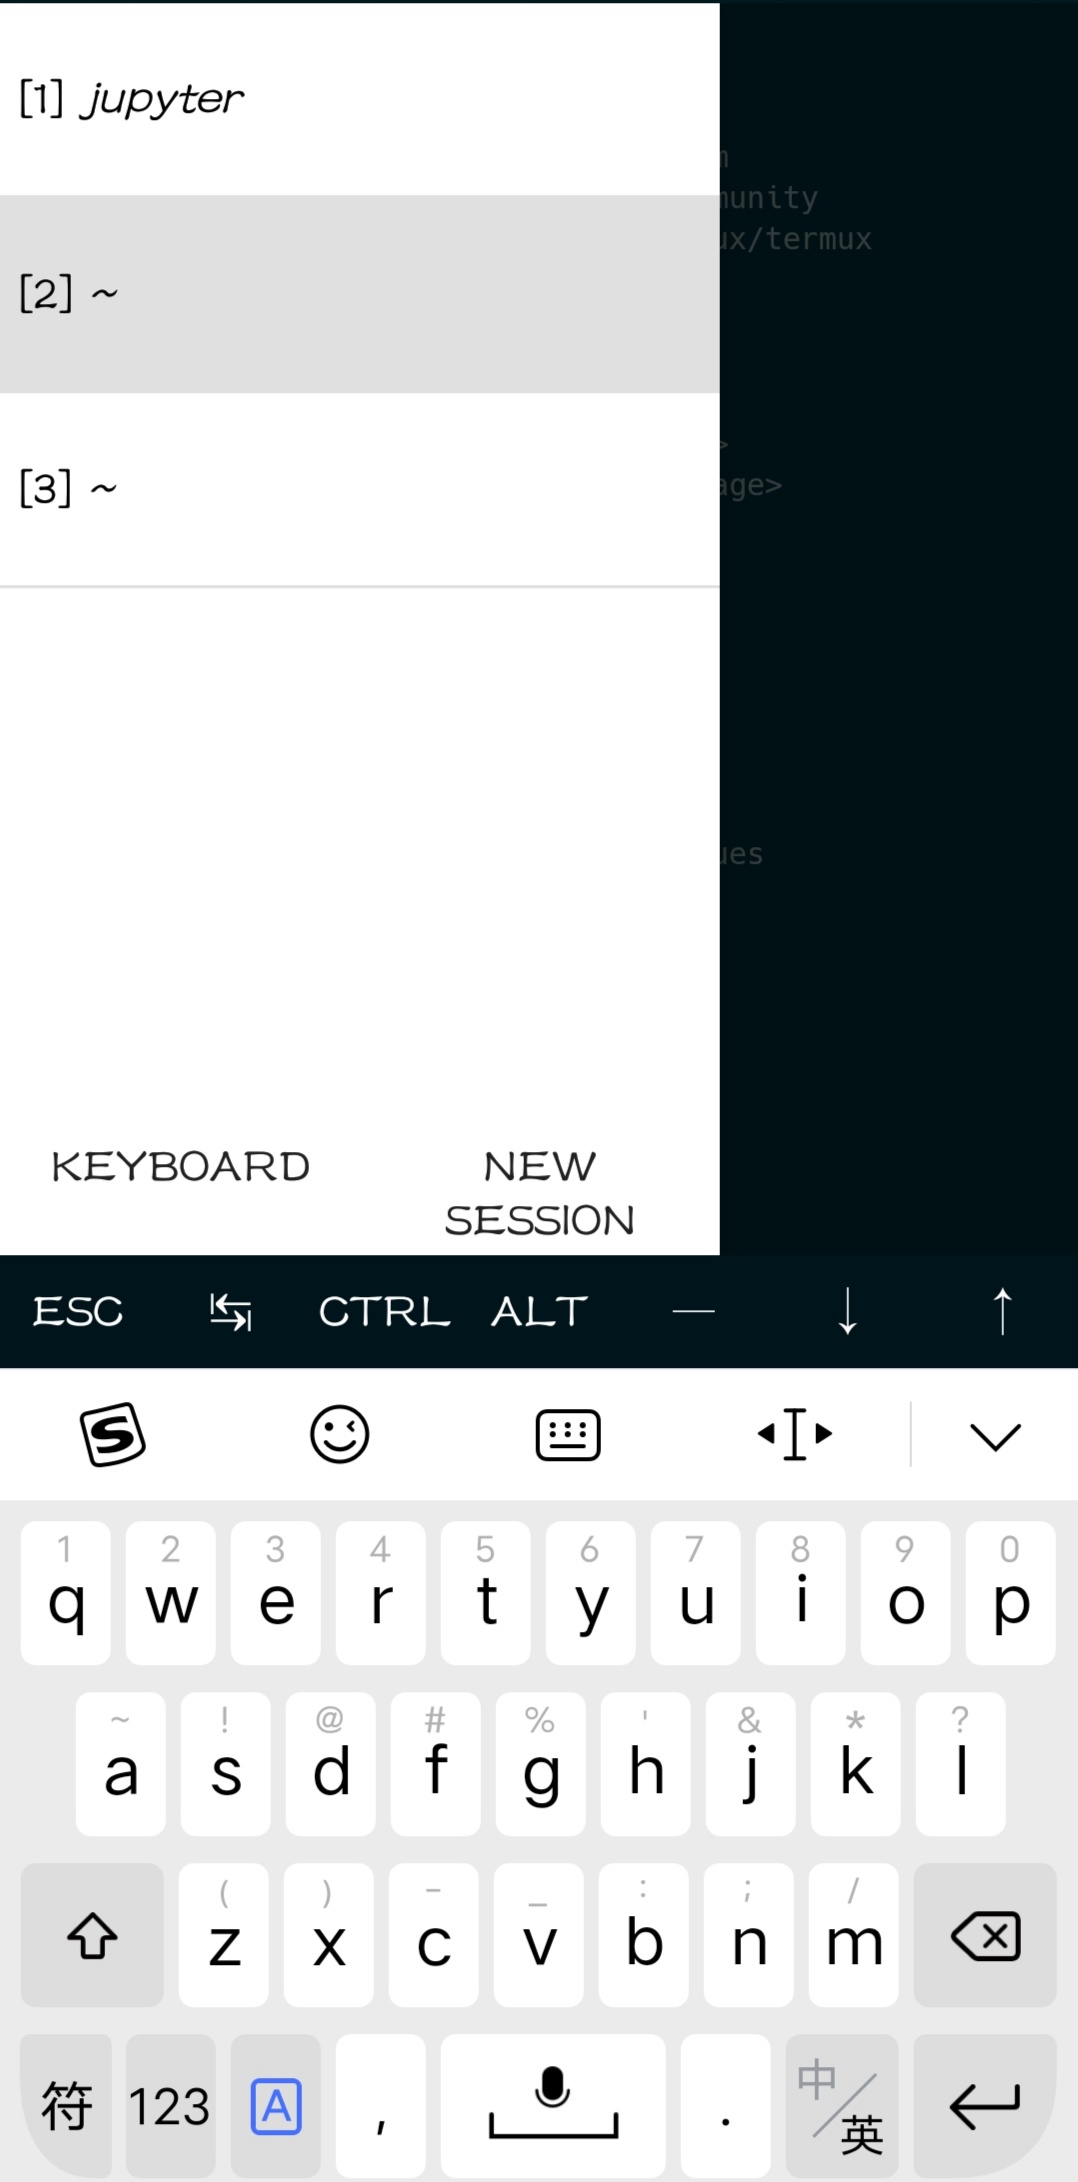 [1] jupyter
munity
ux/termux
[2] ~
[3] ~
age>
ues
KEYBOARD
NEW
SESSION
ESC CTRL ALT — ↓ ↑
1 2 3 4 5 6 7 8 9 0
q w e r t y u i o p
~ ! @ # % ' & * ?
a s d f g h j k l
( ) - _ : ; /
z x c v b n m
符 123 A , . 中/英